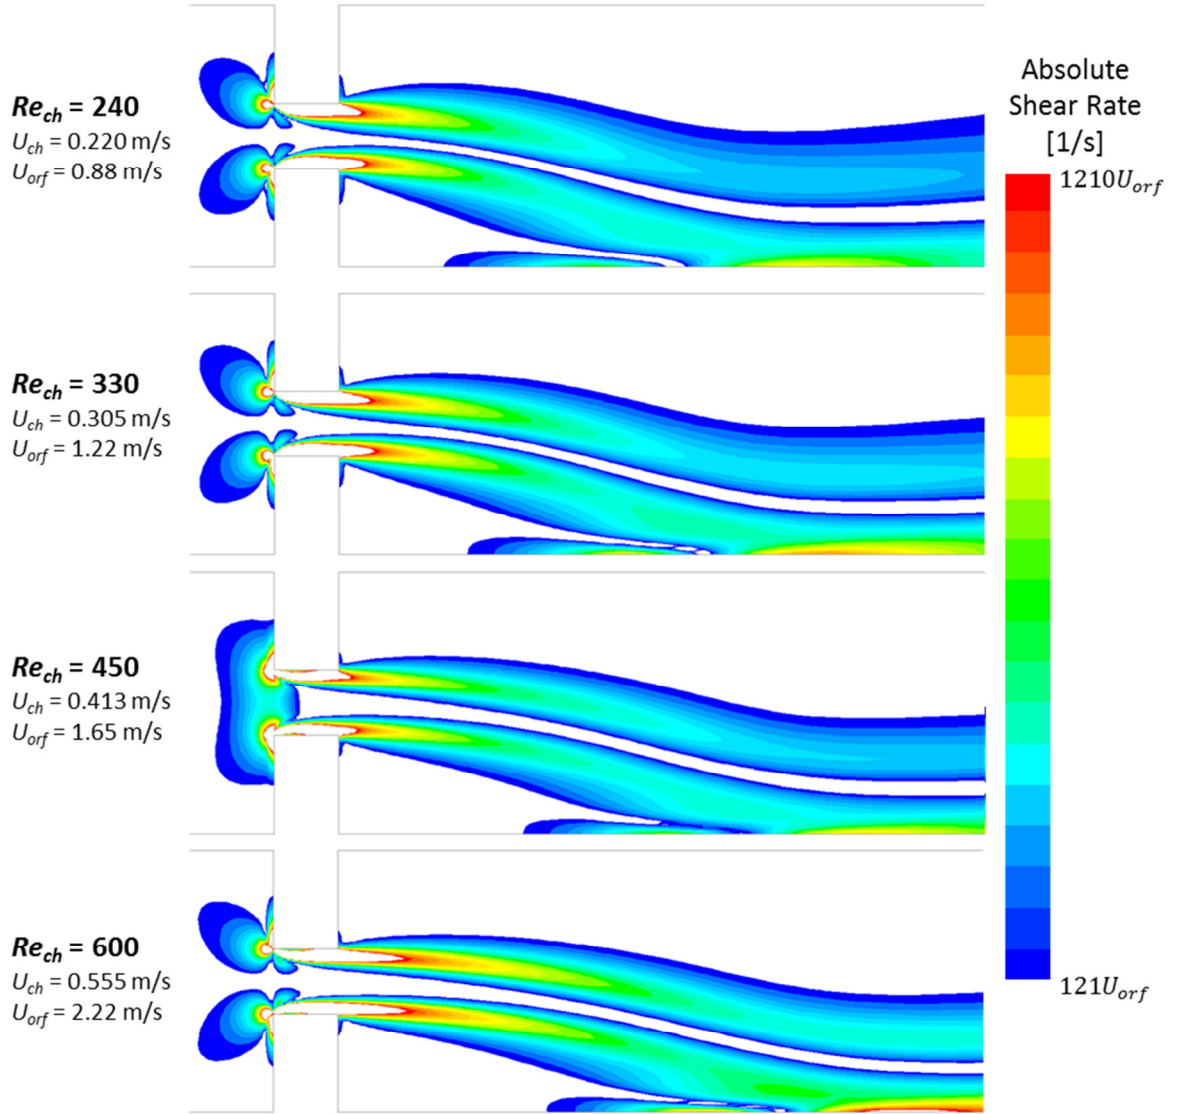 Re_ch = 240
U_ch = 0.220 m/s
U_orf = 0.88 m/s
Re_ch = 330
U_ch = 0.305 m/s
U_orf = 1.22 m/s
Re_ch = 450
U_ch = 0.413 m/s
U_orf = 1.65 m/s
Re_ch = 600
U_ch = 0.555 m/s
U_orf = 2.22 m/s
Absolute
Shear Rate
[1/s]
1210U_orf
121U_orf